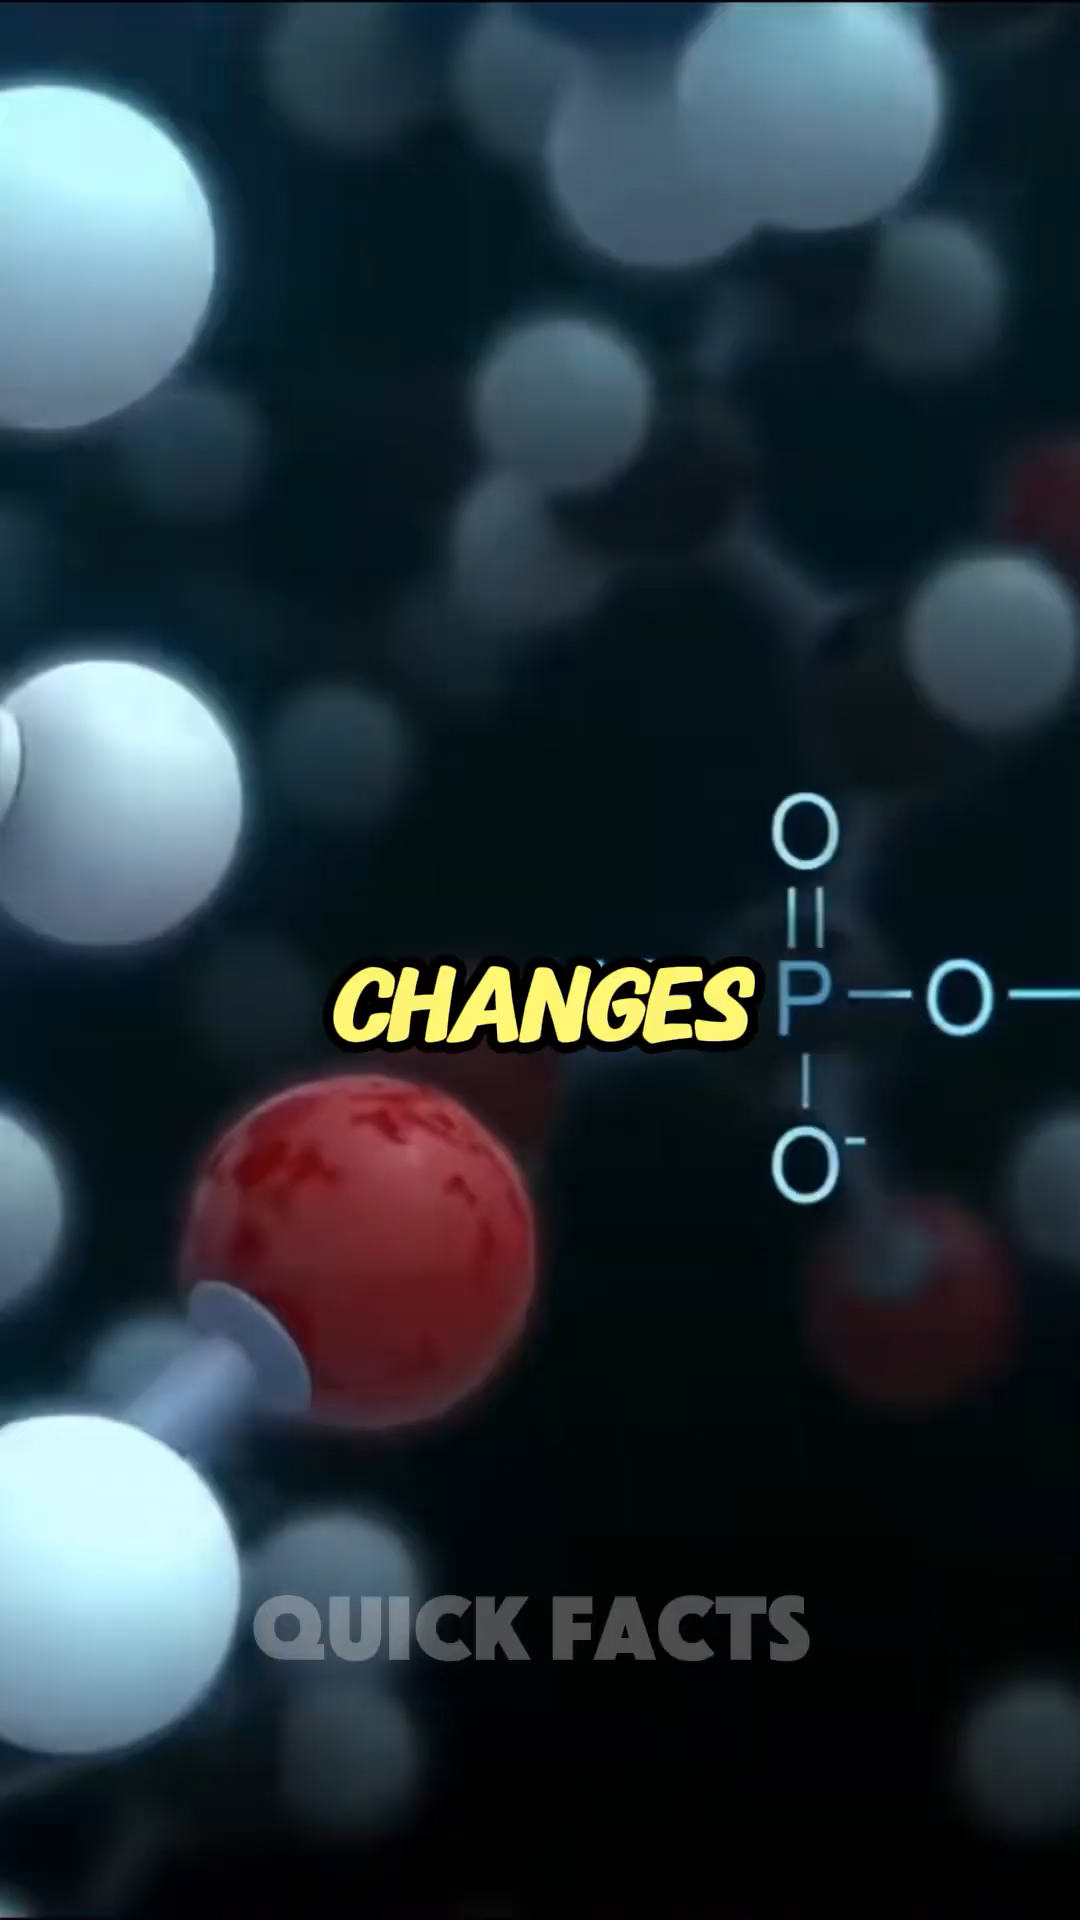 O
||
CHANGES P—O—
|
O⁻
QUICK FACTS